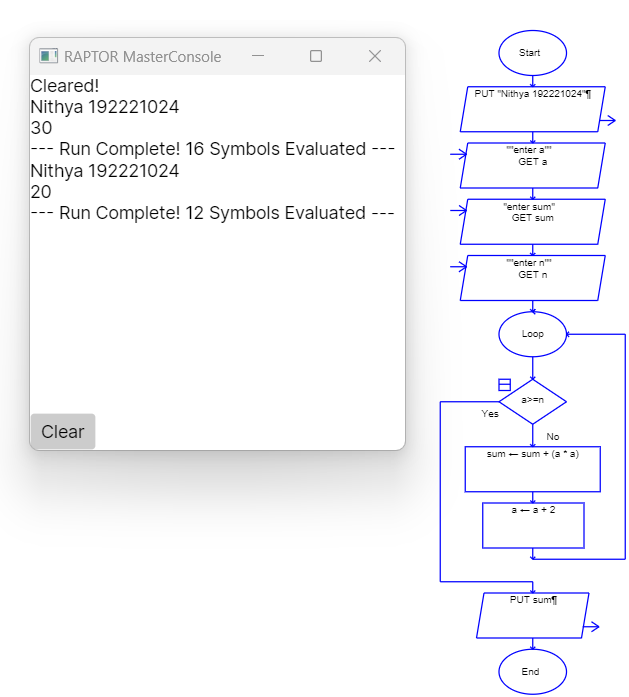 RAPTOR MasterConsole
Cleared!
Nithya 192221024
30
--- Run Complete! 16 Symbols Evaluated ---
Nithya 192221024
20
--- Run Complete! 12 Symbols Evaluated ---
Clear
Start
PUT "Nithya 192221024"¶
""enter a""
GET a
"enter sum"
GET sum
""enter n""
GET n
Loop
a>=n
Yes
No
sum ← sum + (a * a)
a ← a + 2
PUT sum¶
End